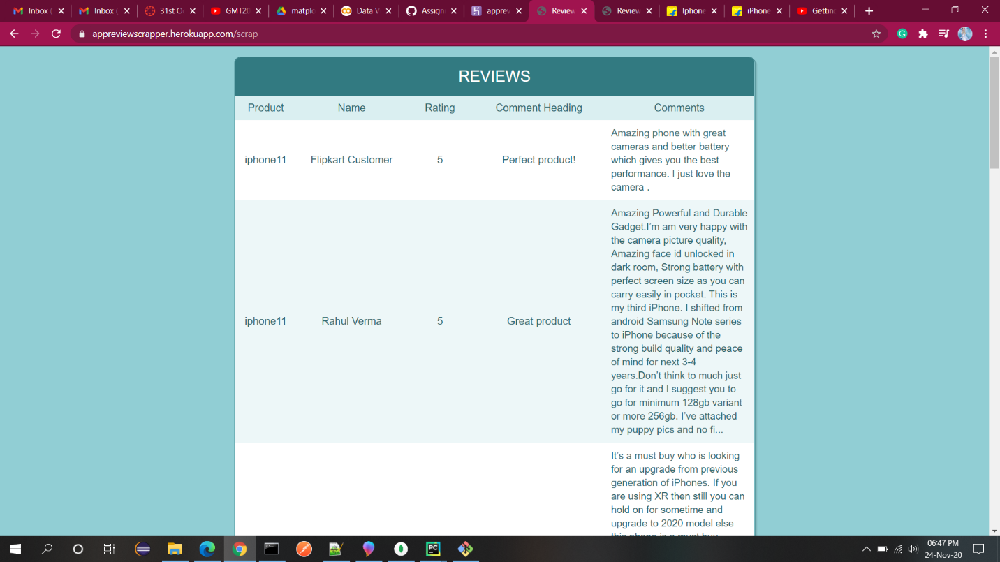 Inbox (
Inbox (
31st O
GMT20
matplo
Data V
Assign
apprev
Review
Review
Iphone
iPhone
Getting
appreviewscrapper.herokuapp.com/scrap
REVIEWS
Product Name Rating Comment Heading Comments
iphone11 Flipkart Customer 5 Perfect product!
Amazing phone with great
cameras and better battery
which gives you the best
performance. I just love the
camera .
iphone11 Rahul Verma 5 Great product
Amazing Powerful and Durable
Gadget.I’m am very happy with
the camera picture quality,
Amazing face id unlocked in
dark room, Strong battery with
perfect screen size as you can
carry easily in pocket. This is
my third iPhone. I shifted from
android Samsung Note series
to iPhone because of the
strong build quality and peace
of mind for next 3-4
years.Don’t think to much just
go for it and I suggest you to
go for minimum 128gb variant
or more 256gb. I’ve attached
my puppy pics and no fi...
It’s a must buy who is looking
for an upgrade from previous
generation of iPhones. If you
are using XR then still you can
hold on for sometime and
upgrade to 2020 model else
this phone is a must buy
06:47 PM
24-Nov-20